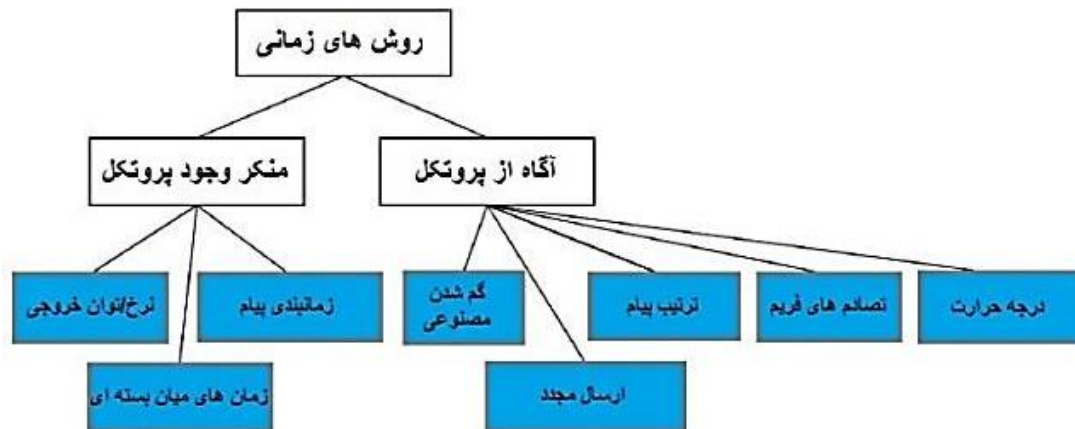 روش های زمانی
آگاه از پروتکل
منکر وجود پروتکل
درجه حرارت
تصادم های فریم
ترتیب پیام
گم شدن
مصنوعی
زمانبندی پیام
نرخ/توان خروجی
ارسال مجدد
زمان های میان بسته ای